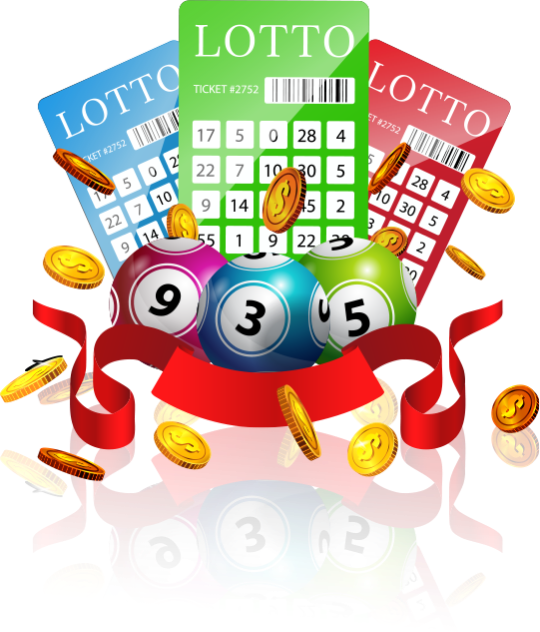 LOTTO
TICKET #2752
17 5 0 28 4
22 7 10 30 5
9 14 45 2
55 1 9 22
LOTTO
TICKET #2752
5 0
22 7 10
9 14
LOTTO
#2752
28 4
10 30 5
2
9 3 5